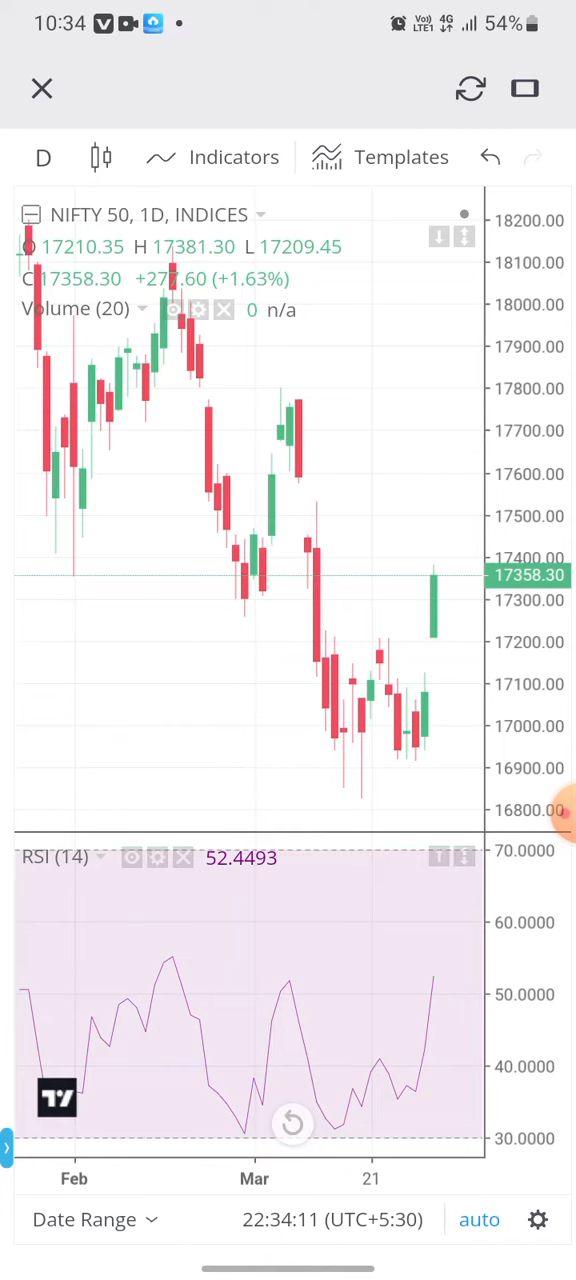 10:34 Vo) LTE1 4G 54%
D Indicators Templates
NIFTY 50, 1D, INDICES
O 17210.35 H 17381.30 L 17209.45
C 17358.30 +277.60 (+1.63%)
Volume (20) 0 n/a
18200.00
18100.00
18000.00
17900.00
17800.00
17700.00
17600.00
17500.00
17400.00
17358.30
17300.00
17200.00
17100.00
17000.00
16900.00
16800.00
RSI (14) 52.4493
70.0000
60.0000
50.0000
40.0000
30.0000
Feb Mar 21
Date Range 22:34:11 (UTC+5:30) auto